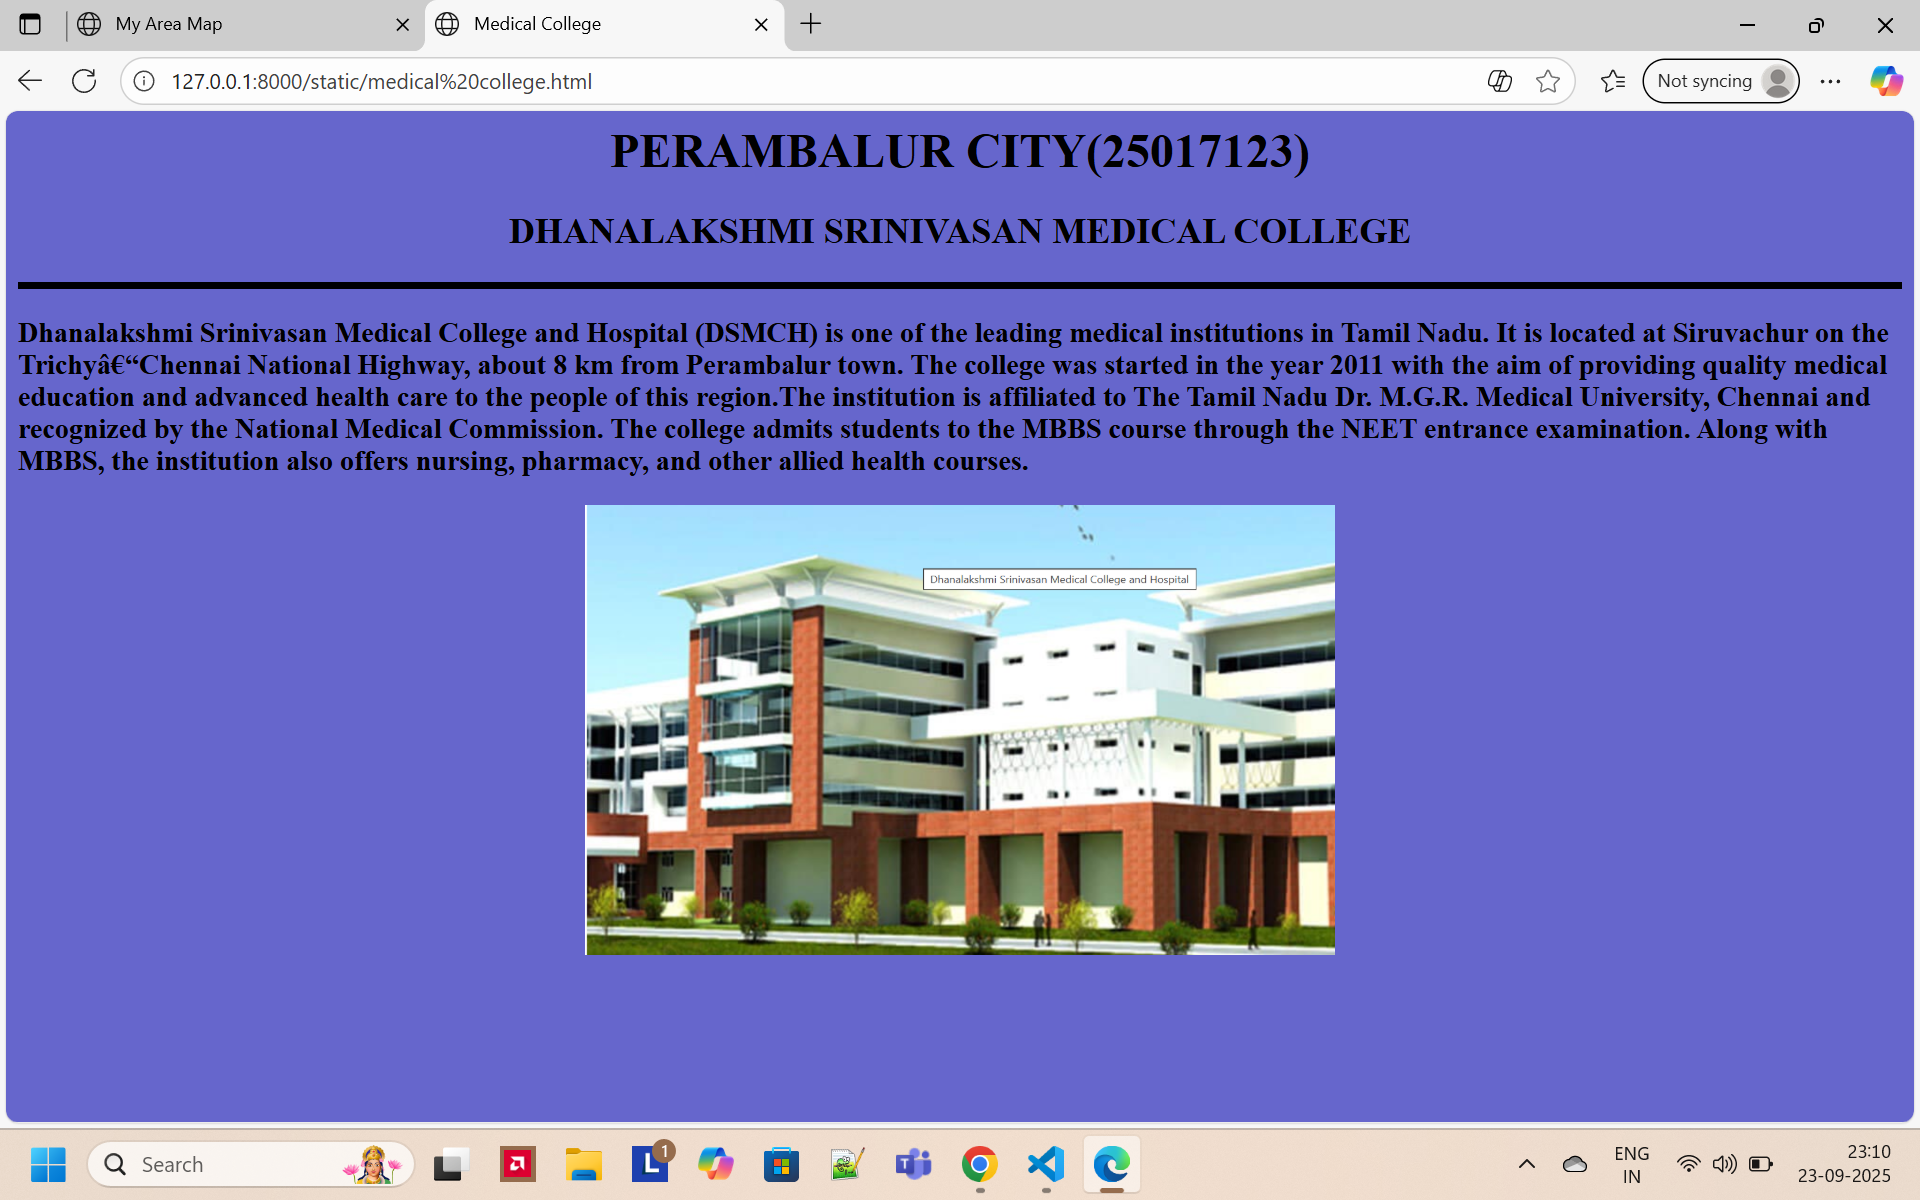 My Area Map
Medical College
127.0.0.1:8000/static/medical%20college.html
Not syncing
PERAMBALUR CITY(25017123)
DHANALAKSHMI SRINIVASAN MEDICAL COLLEGE
Dhanalakshmi Srinivasan Medical College and Hospital (DSMCH) is one of the leading medical institutions in Tamil Nadu. It is located at Siruvachur on the
Trichyâ€“Chennai National Highway, about 8 km from Perambalur town. The college was started in the year 2011 with the aim of providing quality medical
education and advanced health care to the people of this region.The institution is affiliated to The Tamil Nadu Dr. M.G.R. Medical University, Chennai and
recognized by the National Medical Commission. The college admits students to the MBBS course through the NEET entrance examination. Along with
MBBS, the institution also offers nursing, pharmacy, and other allied health courses.
Dhanalakshmi Srinivasan Medical College and Hospital
Search
L
1
ENG
IN
23:10
23-09-2025